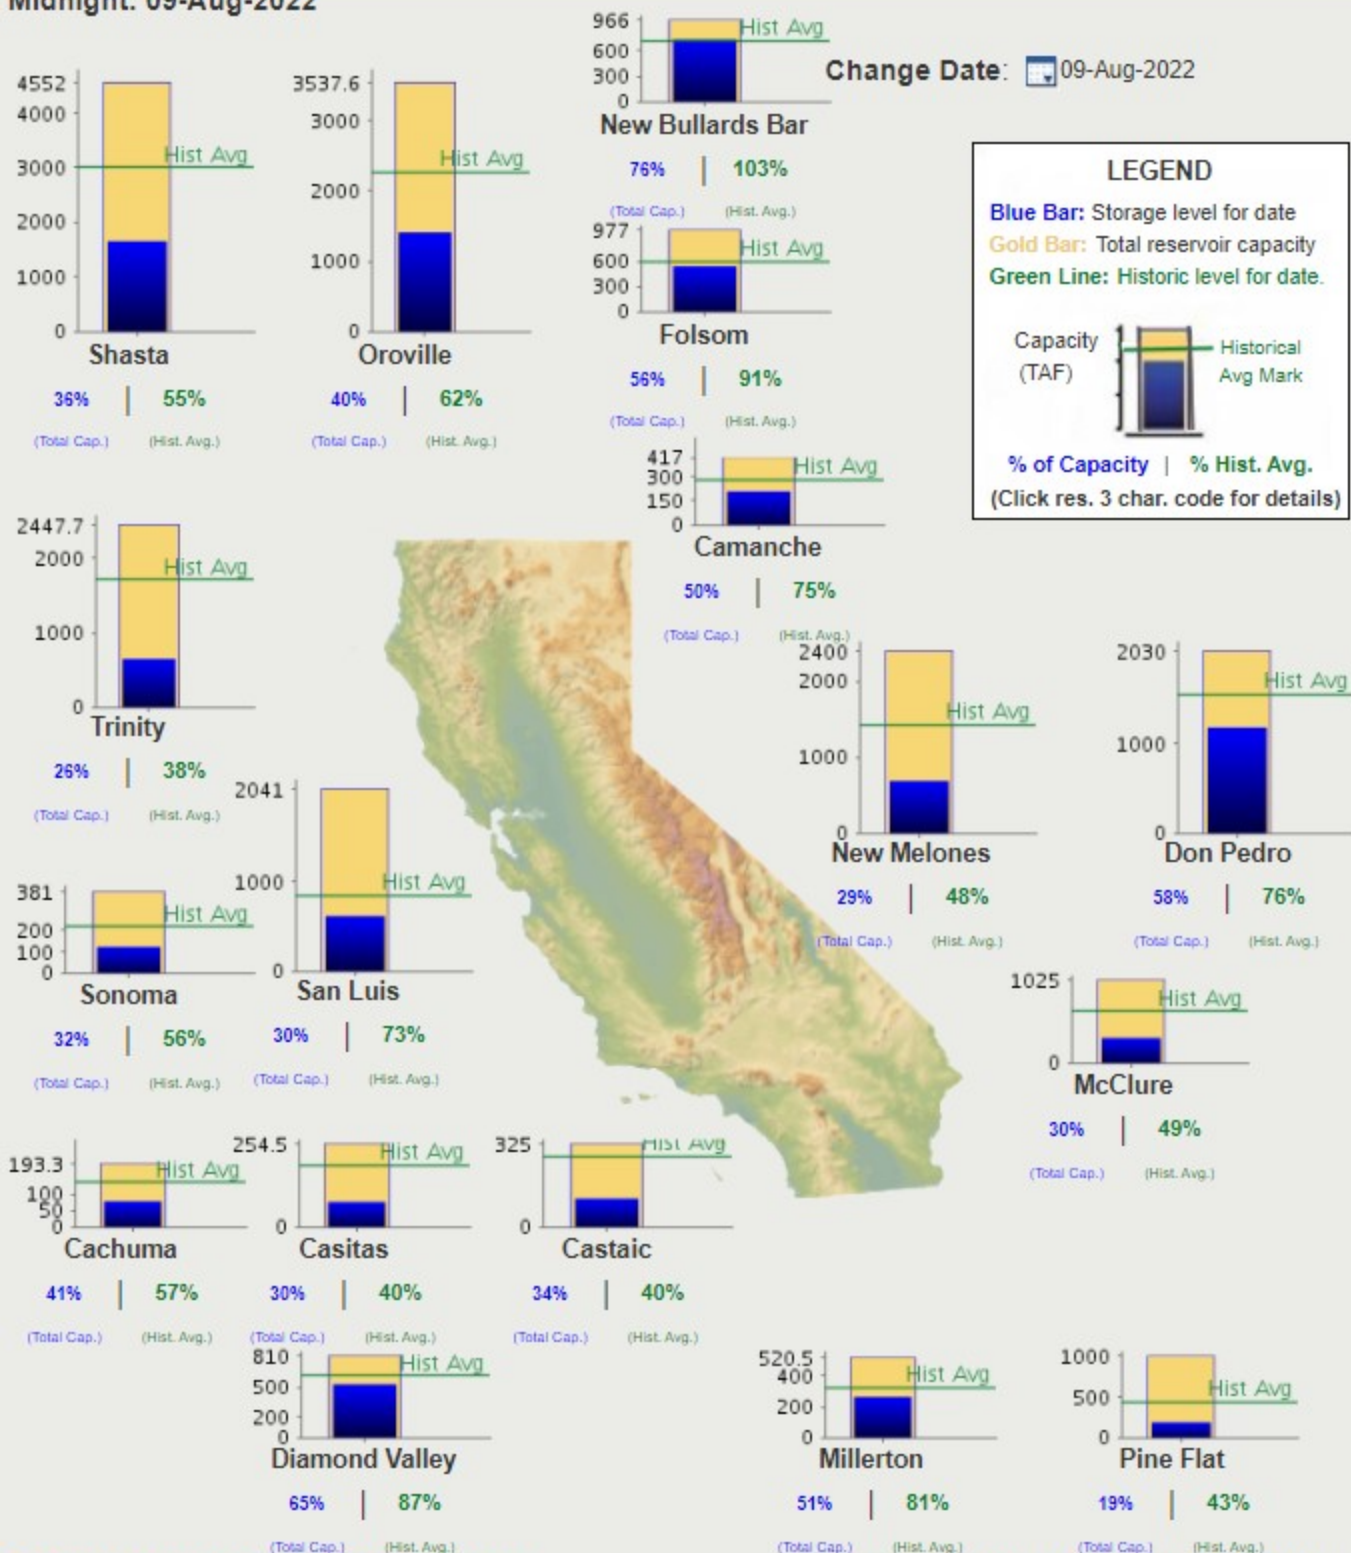 Midnight: 09-Aug-2022
966
600
300
0
Hist Avg
New Bullards Bar
76% | 103%
(Total Cap.) (Hist. Avg.)
Change Date: 09-Aug-2022
4552
4000
3000
2000
1000
0
Hist Avg
Shasta
36% | 55%
(Total Cap.) (Hist. Avg.)
3537.6
3000
2000
1000
0
Hist Avg
Oroville
40% | 62%
(Total Cap.) (Hist. Avg.)
977
600
300
0
Hist Avg
Folsom
56% | 91%
(Total Cap.) (Hist. Avg.)
LEGEND
Blue Bar: Storage level for date
Gold Bar: Total reservoir capacity
Green Line: Historic level for date.
Capacity
(TAF)
Historical
Avg Mark
% of Capacity | % Hist. Avg.
(Click res. 3 char. code for details)
417
300
150
0
Hist Avg
Camanche
50% | 75%
(Total Cap.) (Hist. Avg.)
2447.7
2000
1000
0
Hist Avg
Trinity
26% | 38%
(Total Cap.) (Hist. Avg.)
2400
2000
1000
0
Hist Avg
New Melones
29% | 48%
(Total Cap.) (Hist. Avg.)
2030
1000
0
Hist Avg
Don Pedro
58% | 76%
(Total Cap.) (Hist. Avg.)
2041
1000
0
Hist Avg
San Luis
30% | 73%
(Total Cap.) (Hist. Avg.)
381
200
100
0
Hist Avg
Sonoma
32% | 56%
(Total Cap.) (Hist. Avg.)
1025
0
Hist Avg
McClure
30% | 49%
(Total Cap.) (Hist. Avg.)
193.3
100
50
0
Hist Avg
Cachuma
41% | 57%
(Total Cap.) (Hist. Avg.)
254.5
0
Hist Avg
Casitas
30% | 40%
(Total Cap.) (Hist. Avg.)
325
0
Hist Avg
Castaic
34% | 40%
(Total Cap.) (Hist. Avg.)
810
500
200
0
Hist Avg
Diamond Valley
65% | 87%
(Total Cap.) (Hist. Avg.)
520.5
400
200
0
Hist Avg
Millerton
51% | 81%
(Total Cap.) (Hist. Avg.)
1000
500
0
Hist Avg
Pine Flat
19% | 43%
(Total Cap.) (Hist. Avg.)